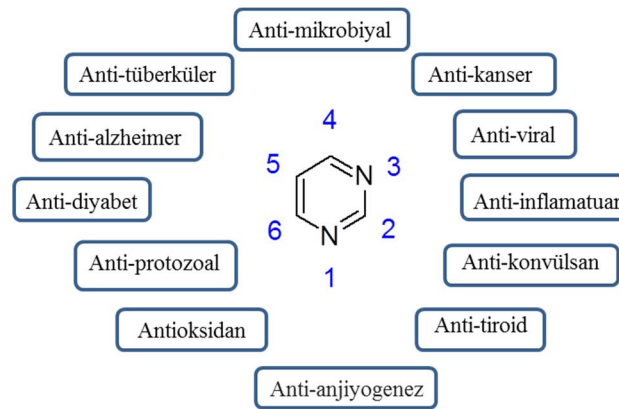 Anti-mikrobiyal
Anti-tüberküler
Anti-kanser
Anti-alzheimer
Anti-viral
Anti-diyabet
Anti-inflamatuar
Anti-protozoal
Anti-konvülsan
Antioksidan
Anti-tiroid
Anti-anjiyogenez
4
5
N
3
6
N
2
1